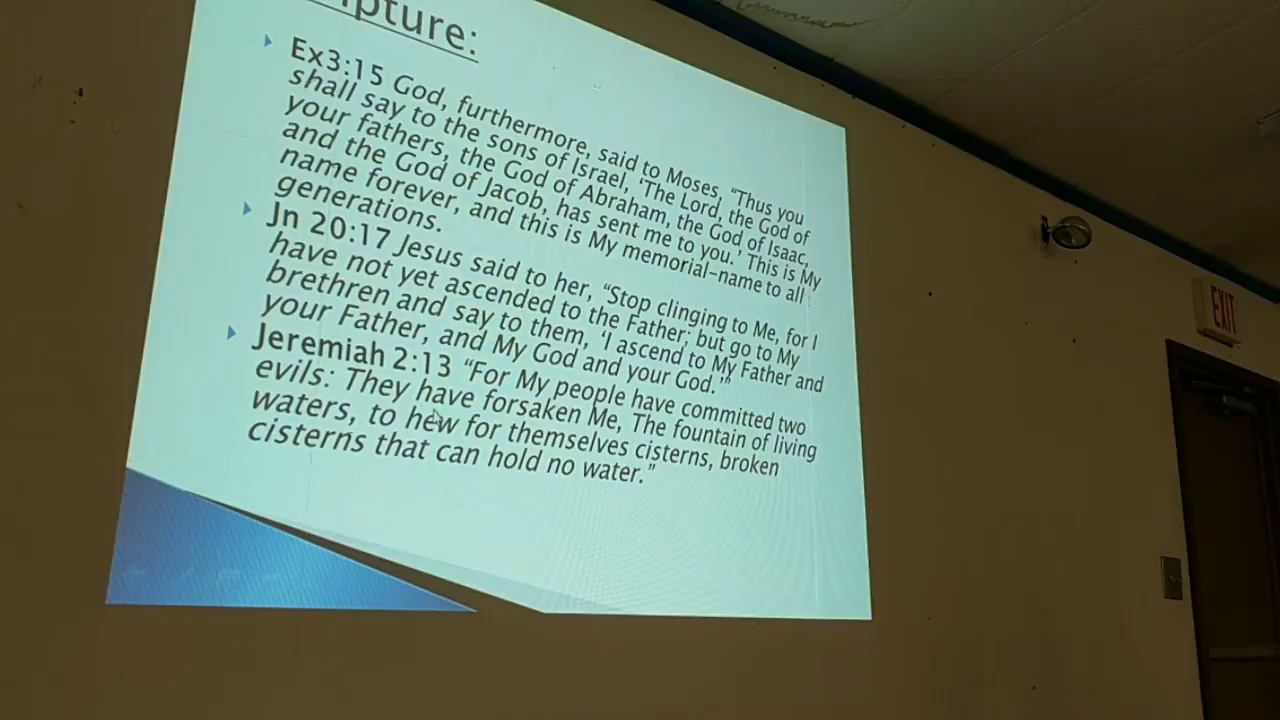 ipture:
Ex3:15 God, furthermore, said to Moses, “Thus you
shall say to the sons of Israel, ‘The Lord, the God of
your fathers, the God of Abraham, the God of Isaac,
and the God of Jacob, has sent me to you.’ This is My
name forever, and this is My memorial-name to all
generations.
Jn 20:17 Jesus said to her, “Stop clinging to Me, for I
have not yet ascended to the Father; but go to My
brethren and say to them, ‘I ascend to My Father and
your Father, and My God and your God.’”
Jeremiah 2:13 “For My people have committed two
evils: They have forsaken Me, The fountain of living
waters, to hew for themselves cisterns, broken
cisterns that can hold no water.”
EXIT